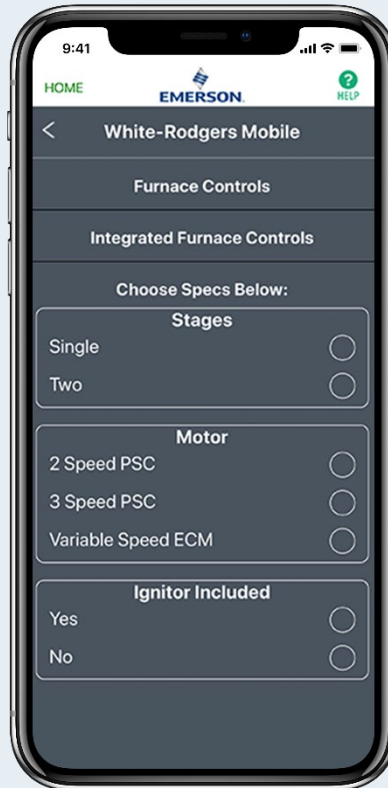 9:41
HOME
EMERSON
HELP
< White-Rodgers Mobile
Furnace Controls
Integrated Furnace Controls
Choose Specs Below:
Stages
Single
Two
Motor
2 Speed PSC
3 Speed PSC
Variable Speed ECM
Ignitor Included
Yes
No